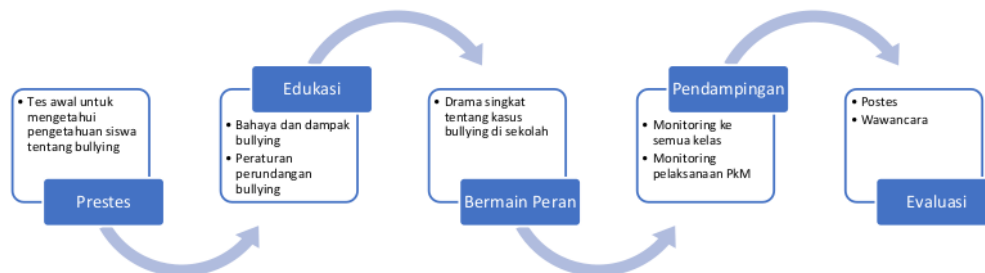 • Tes awal untuk
mengetahui
pengetahuan siswa
tentang bullying
Prestes
Edukasi
• Bahaya dan dampak
bullying
• Peraturan
perundangan
bullying
• Drama singkat
tentang kasus
bullying di sekolah
Bermain Peran
Pendampingan
• Monitoring ke
semua kelas
• Monitoring
pelaksanaan PkM
• Postes
• Wawancara
Evaluasi